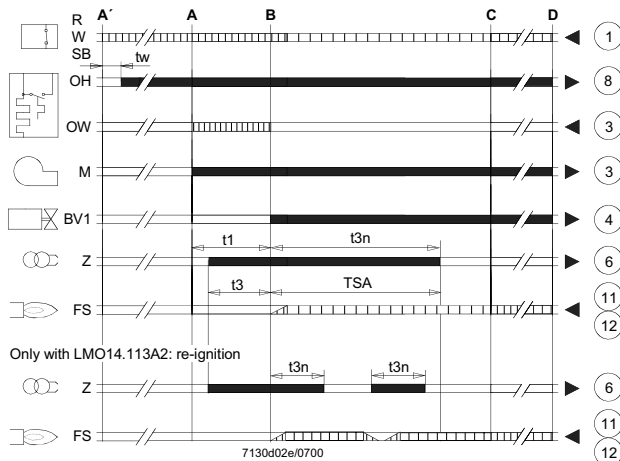 A´ A B C D
R
W 1
SB tw
OH 8
OW 3
M 3
BV1 4
t1 t3n
Z 6
t3 TSA
FS 11
12
Only with LMO14.113A2: re-ignition
t3n t3n
Z 6
FS 11
12
7130d02e/0700